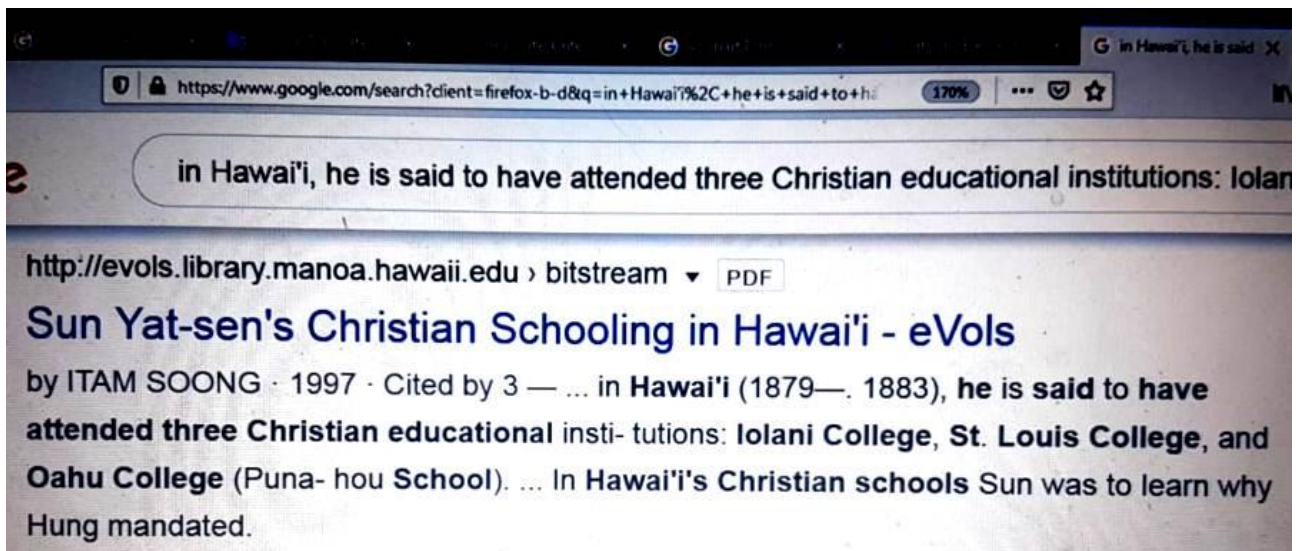 in Hawai'i, he is said
https://www.google.com/search?client=firefox-b-d&q=in+Hawai'i%2C+he+is+said+to+ha
170%
e
in Hawai'i, he is said to have attended three Christian educational institutions: Iolan
http://evols.library.manoa.hawaii.edu › bitstream PDF
Sun Yat-sen's Christian Schooling in Hawai'i - eVols
by ITAM SOONG · 1997 · Cited by 3 — ... in Hawai'i (1879—. 1883), he is said to have
attended three Christian educational insti- tutions: Iolani College, St. Louis College, and
Oahu College (Puna- hou School). ... In Hawai'i's Christian schools Sun was to learn why
Hung mandated.